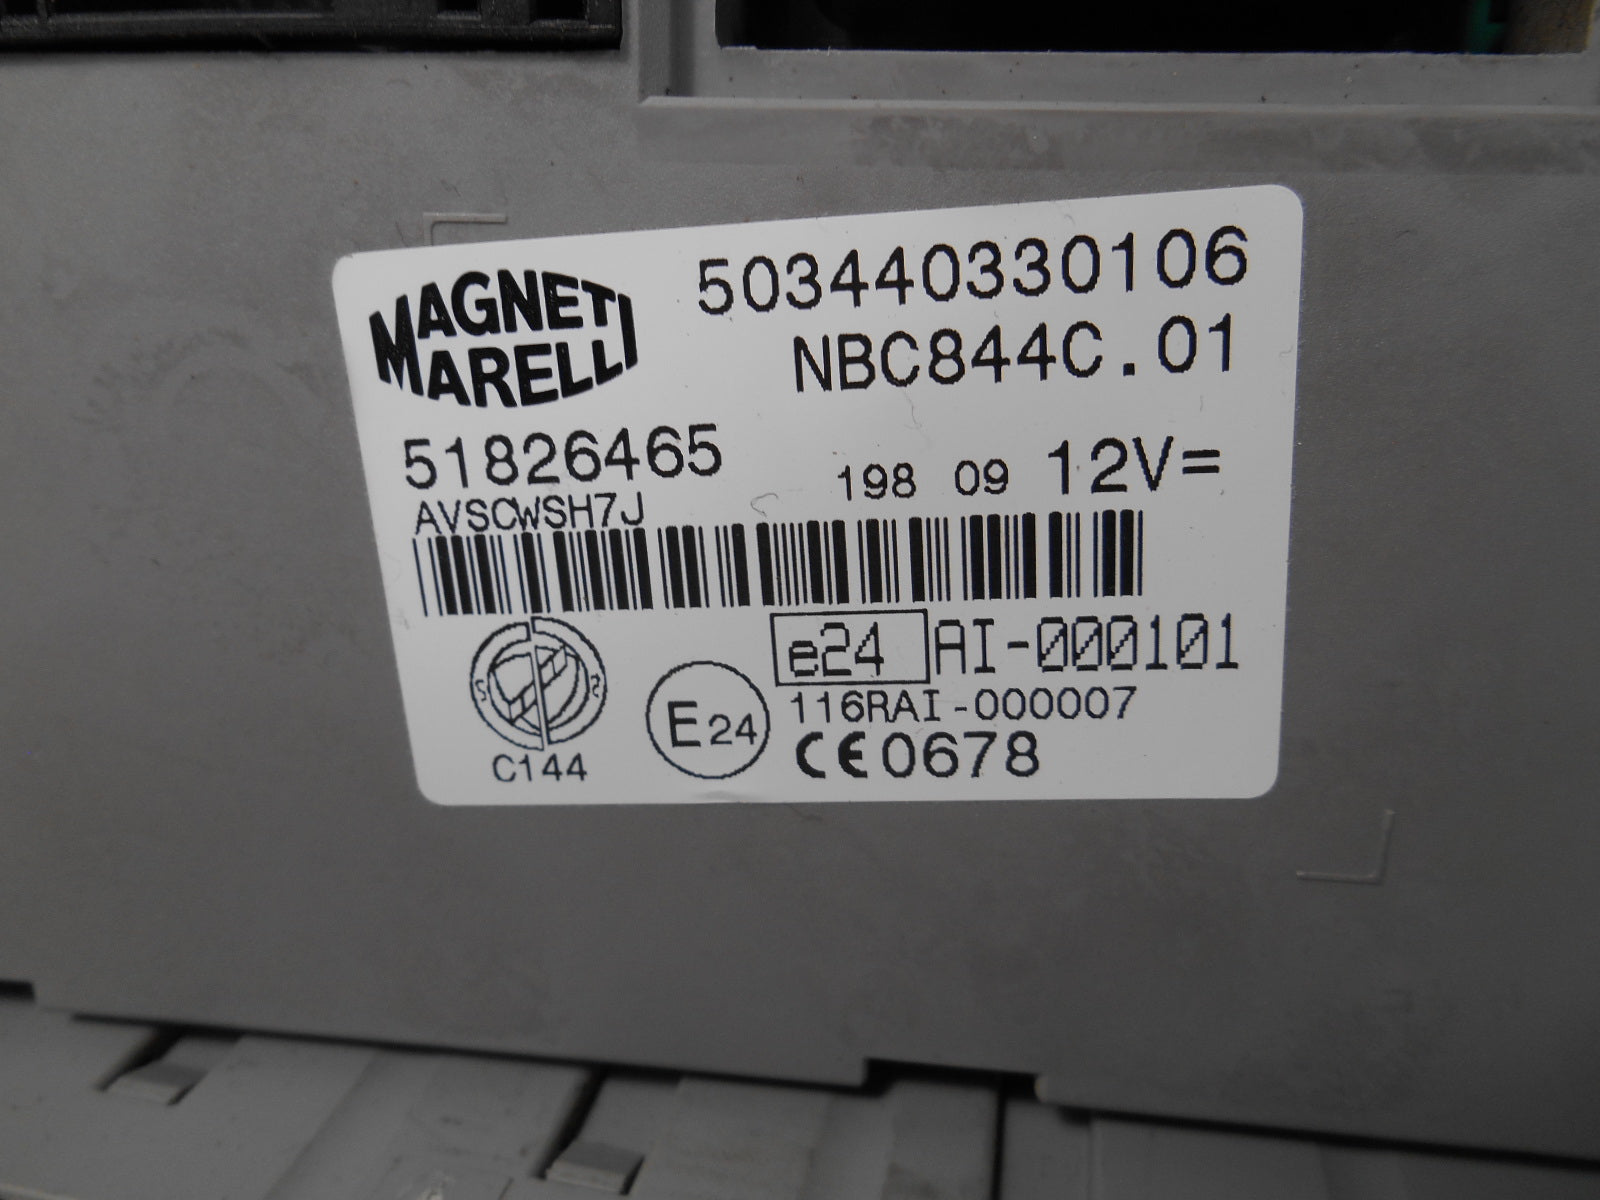 MAGNETI
MARELLI
503440330106
NBC844C.01
51826465
198 09 12V=
AVSCWSH7J
e24 AI-000101
116RAI-000007
E24
CE0678
C144